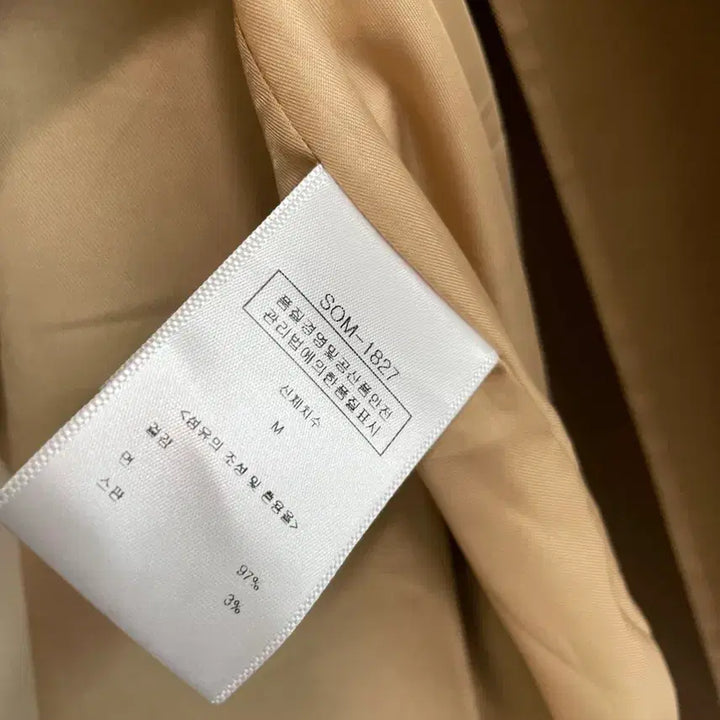 SOM-1827
품질경영및공산품안전
관리법에의한품질표시
신체치수
M
<섬유의 조성 및 혼용율>
겉감
면 97%
스판 3%